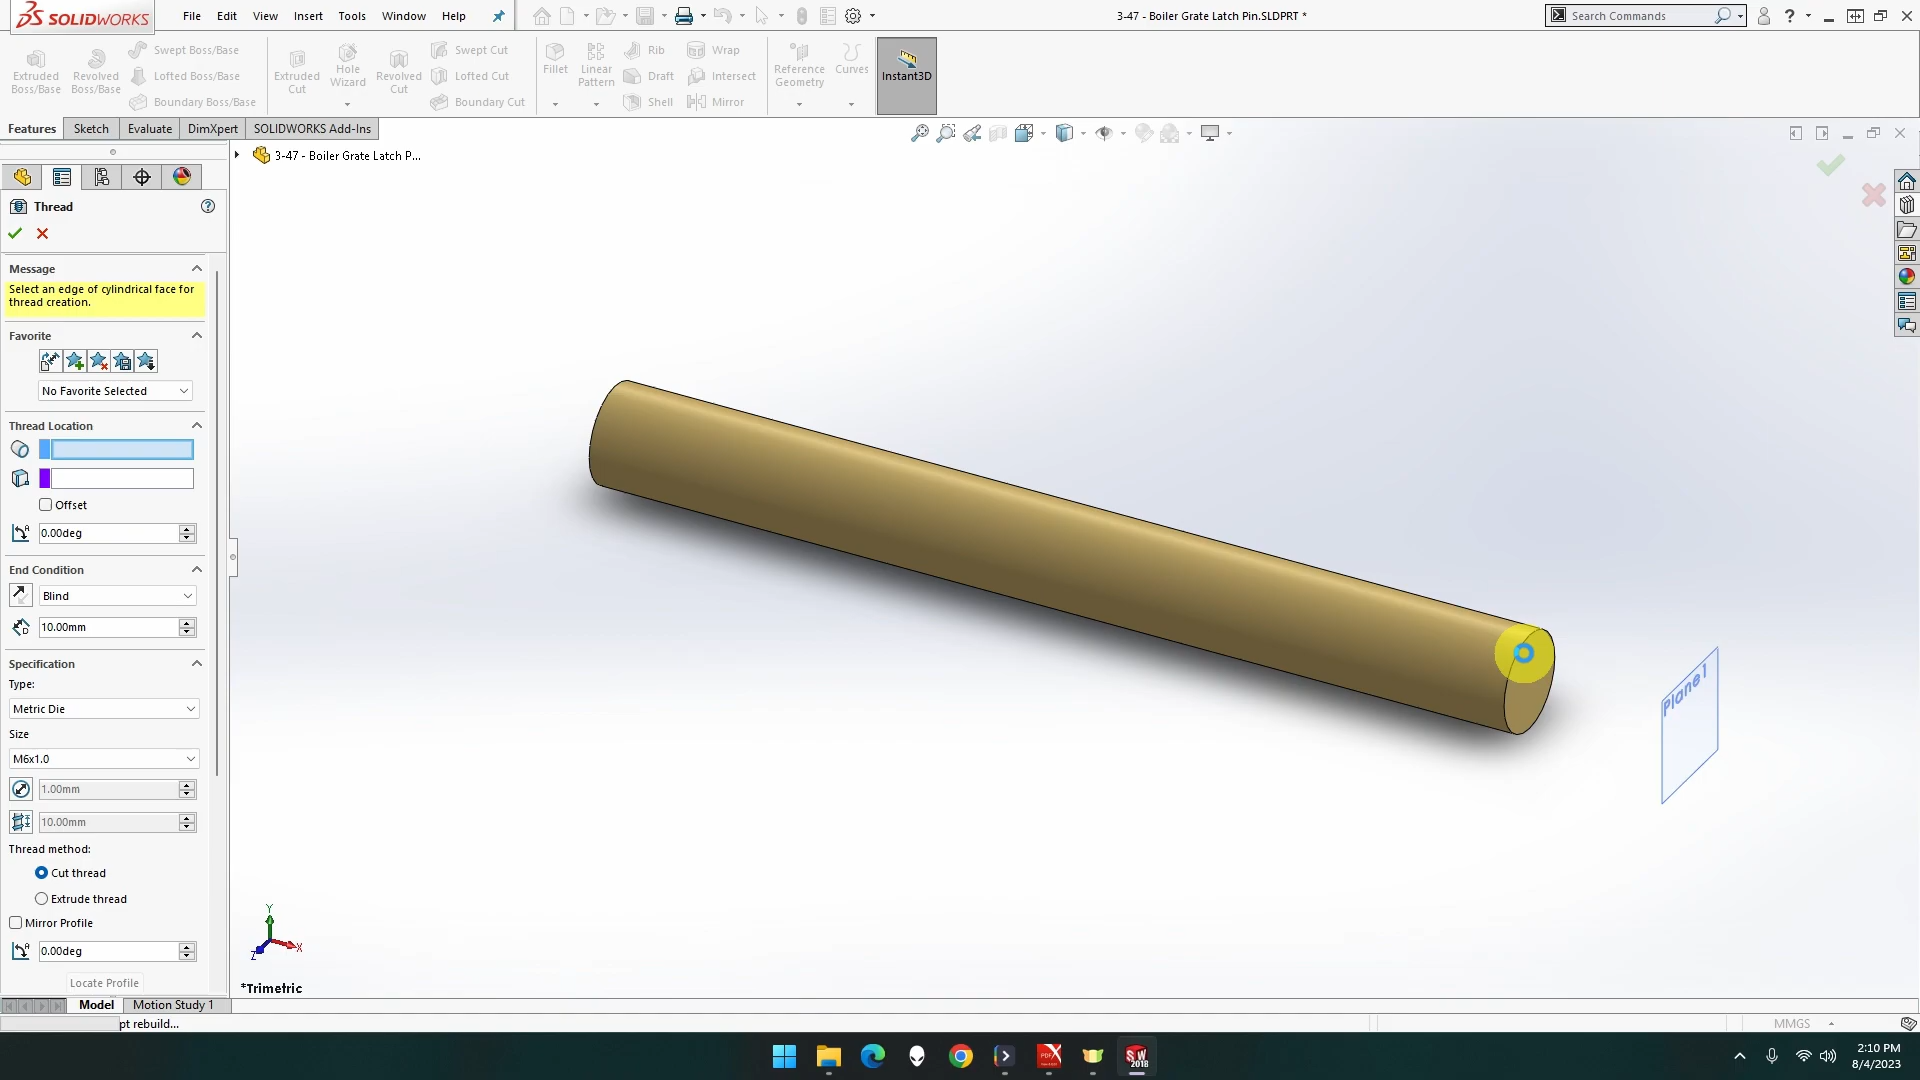 SOLIDWORKS
File Edit View Insert Tools Window Help
3-47 - Boiler Grate Latch Pin.SLDPRT *
Search Commands
Extruded Boss/Base
Revolved Boss/Base
Swept Boss/Base
Lofted Boss/Base
Boundary Boss/Base
Extruded Cut
Hole Wizard
Revolved Cut
Swept Cut
Lofted Cut
Boundary Cut
Fillet
Linear Pattern
Rib
Draft
Shell
Wrap
Intersect
Mirror
Reference Geometry
Curves
Instant3D
Features Sketch Evaluate DimXpert SOLIDWORKS Add-Ins
3-47 - Boiler Grate Latch P...
Thread
Message
Select an edge of cylindrical face for
thread creation.
Favorite
No Favorite Selected
Thread Location
Offset
0.00deg
End Condition
Blind
10.00mm
Specification
Type:
Metric Die
Size
M6x1.0
1.00mm
10.00mm
Thread method:
Cut thread
Extrude thread
Mirror Profile
0.00deg
Locate Profile
Plane1
Y
X
Z
*Trimetric
Model Motion Study 1
pt rebuild...
MMGS
PDF
SW
2018
2:10 PM
8/4/2023